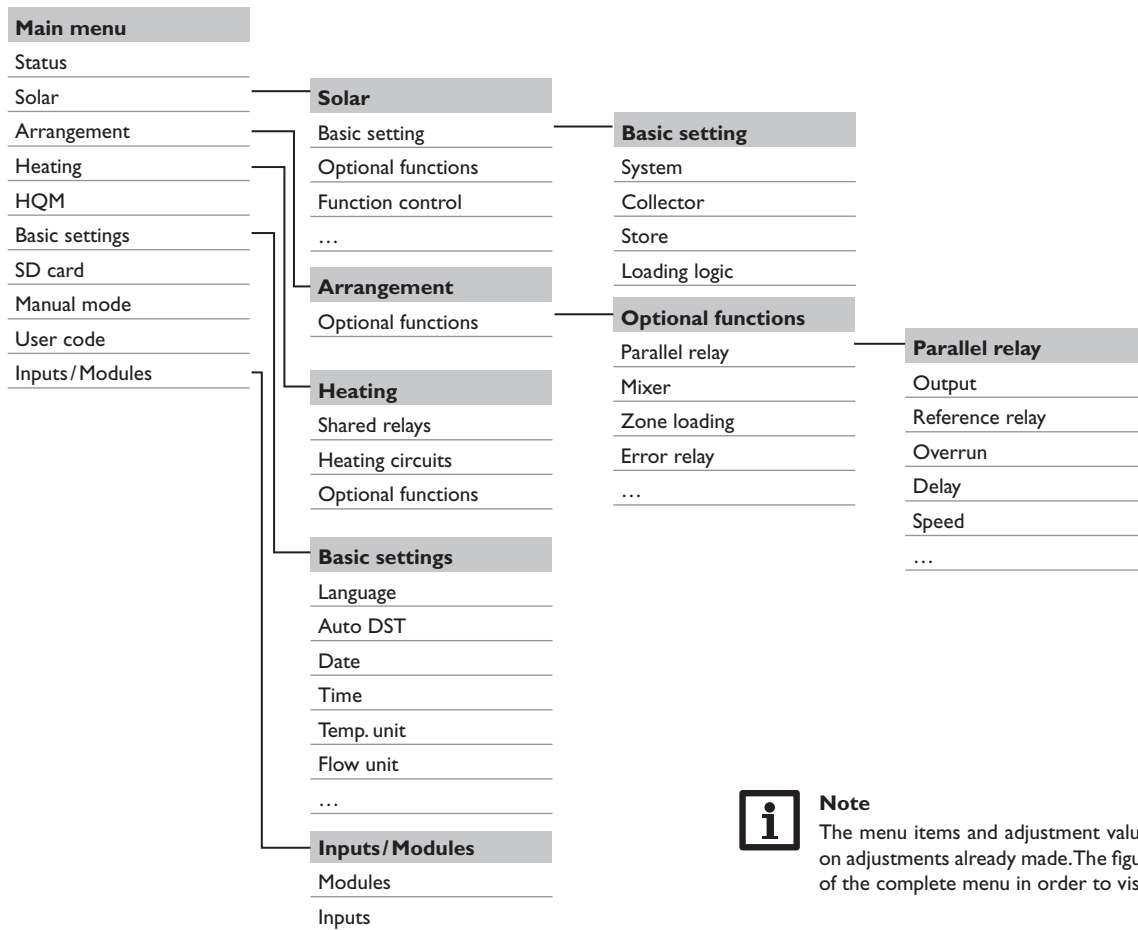 Main menu
Status
Solar
Arrangement
Heating
HQM
Basic settings
SD card
Manual mode
User code
Inputs/Modules
Solar
Basic setting
Optional functions
Function control
…
Arrangement
Optional functions
Heating
Shared relays
Heating circuits
Optional functions
Basic settings
Language
Auto DST
Date
Time
Temp. unit
Flow unit
…
Inputs/Modules
Modules
Inputs
Basic setting
System
Collector
Store
Loading logic
Optional functions
Parallel relay
Mixer
Zone loading
Error relay
…
Parallel relay
Output
Reference relay
Overrun
Delay
Speed
…
i
Note
The menu items and adjustment valu
on adjustments already made. The figu
of the complete menu in order to vis